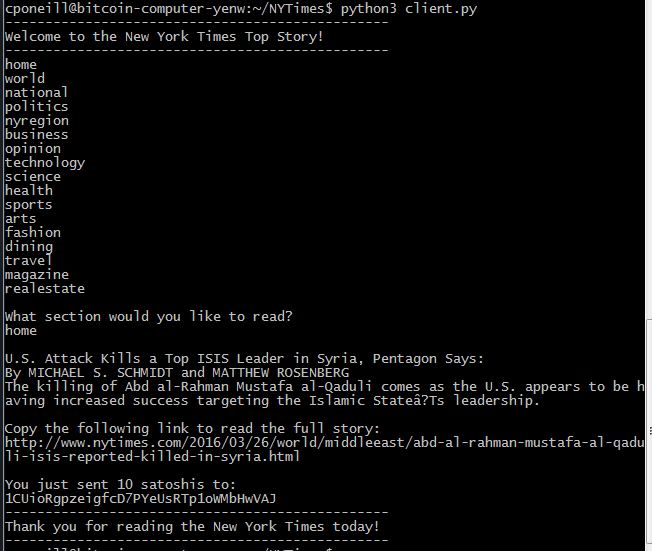 cponeill@bitcoin-computer-yenw:~/NYTimes$ python3 client.py
------------------------------------------------
Welcome to the New York Times Top Story!
------------------------------------------------
home
world
national
politics
nyregion
business
opinion
technology
science
health
sports
arts
fashion
dining
travel
magazine
realestate
What section would you like to read?
home
U.S. Attack Kills a Top ISIS Leader in Syria, Pentagon Says:
By MICHAEL S. SCHMIDT and MATTHEW ROSENBERG
The killing of Abd al-Rahman Mustafa al-Qaduli comes as the U.S. appears to be h
aving increased success targeting the Islamic Stateâ?Ts leadership.
Copy the following link to read the full story:
http://www.nytimes.com/2016/03/26/world/middleeast/abd-al-rahman-mustafa-al-qadu
li-isis-reported-killed-in-syria.html
You just sent 10 satoshis to:
1CUioRgpzeigfcD7PYeUsRTp1oWMbHwVAJ
------------------------------------------------
Thank you for reading the New York Times today!
------------------------------------------------